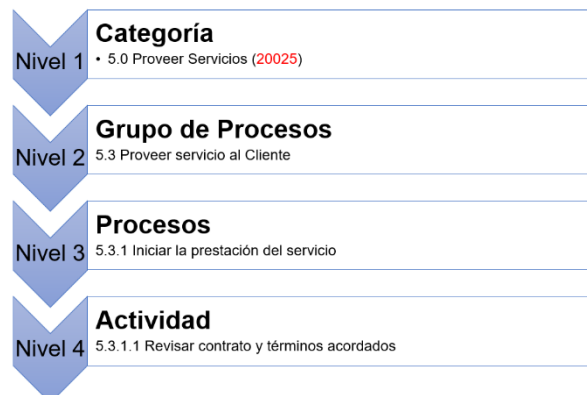 Nivel 1
Categoría
• 5.0 Proveer Servicios (20025)
Nivel 2
Grupo de Procesos
5.3 Proveer servicio al Cliente
Nivel 3
Procesos
5.3.1 Iniciar la prestación del servicio
Nivel 4
Actividad
5.3.1.1 Revisar contrato y términos acordados